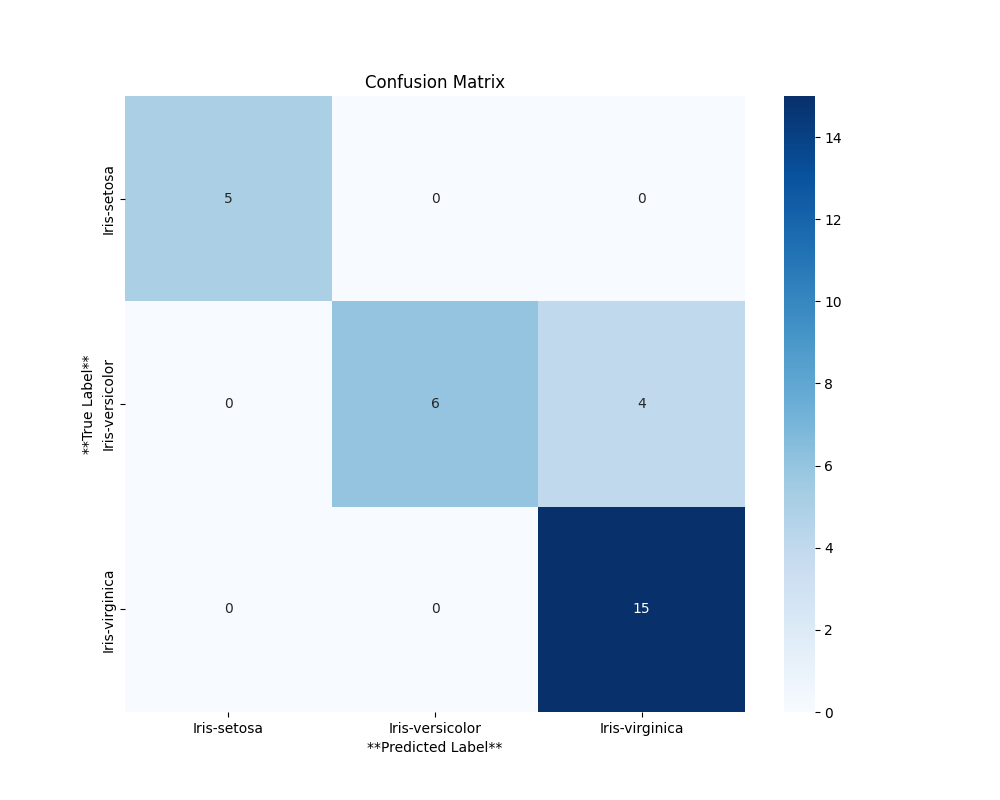 Confusion Matrix
**True Label**
Iris-setosa
Iris-versicolor
Iris-virginica
5 0 0
0 6 4
0 0 15
Iris-setosa Iris-versicolor Iris-virginica
**Predicted Label**
14
12
10
8
6
4
2
0